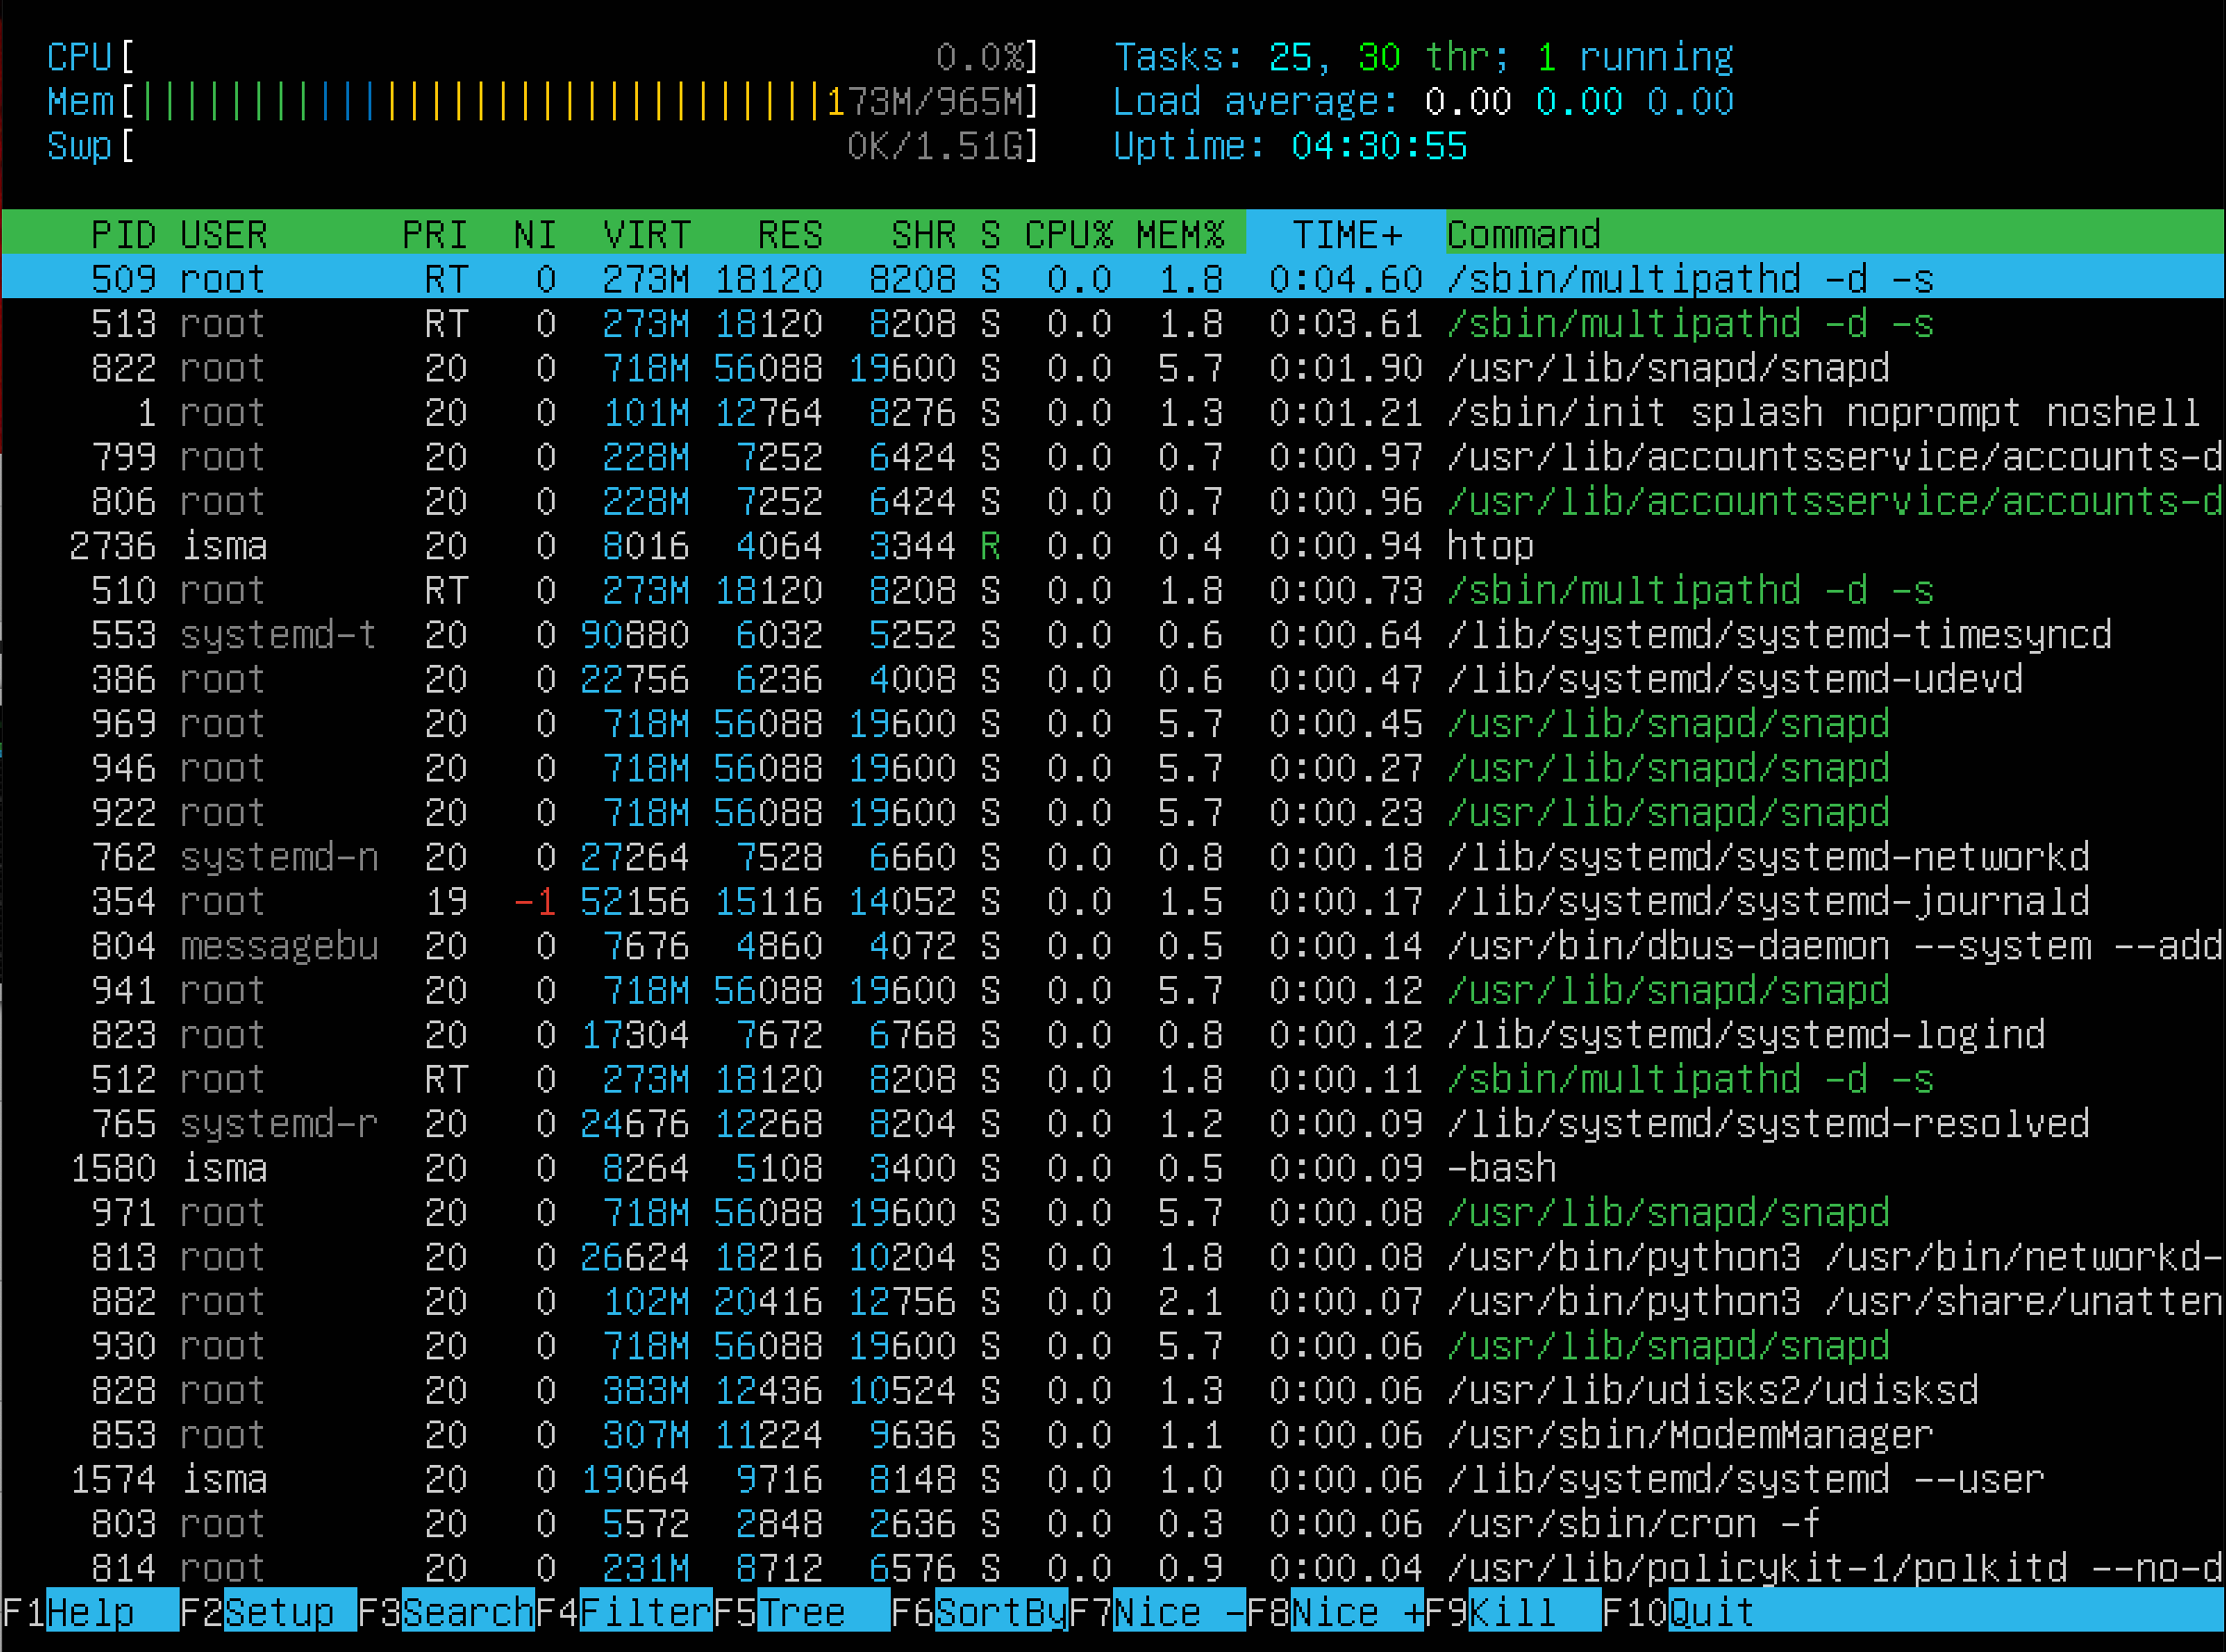 CPU[ 0.0%] Tasks: 25, 30 thr; 1 running
Mem[||||||||||||||||||||||||||||||173M/965M] Load average: 0.00 0.00 0.00
Swp[ 0K/1.51G] Uptime: 04:30:55
PID USER PRI NI VIRT RES SHR S CPU% MEM% TIME+ Command
509 root RT 0 273M 18120 8208 S 0.0 1.8 0:04.60 /sbin/multipathd -d -s
513 root RT 0 273M 18120 8208 S 0.0 1.8 0:03.61 /sbin/multipathd -d -s
822 root 20 0 718M 56088 19600 S 0.0 5.7 0:01.90 /usr/lib/snapd/snapd
1 root 20 0 101M 12764 8276 S 0.0 1.3 0:01.21 /sbin/init splash noprompt noshell
799 root 20 0 228M 7252 6424 S 0.0 0.7 0:00.97 /usr/lib/accountsservice/accounts-d
806 root 20 0 228M 7252 6424 S 0.0 0.7 0:00.96 /usr/lib/accountsservice/accounts-d
2736 isma 20 0 8016 4064 3344 R 0.0 0.4 0:00.94 htop
510 root RT 0 273M 18120 8208 S 0.0 1.8 0:00.73 /sbin/multipathd -d -s
553 systemd-t 20 0 90880 6032 5252 S 0.0 0.6 0:00.64 /lib/systemd/systemd-timesyncd
386 root 20 0 22756 6236 4008 S 0.0 0.6 0:00.47 /lib/systemd/systemd-udevd
969 root 20 0 718M 56088 19600 S 0.0 5.7 0:00.45 /usr/lib/snapd/snapd
946 root 20 0 718M 56088 19600 S 0.0 5.7 0:00.27 /usr/lib/snapd/snapd
922 root 20 0 718M 56088 19600 S 0.0 5.7 0:00.23 /usr/lib/snapd/snapd
762 systemd-n 20 0 27264 7528 6660 S 0.0 0.8 0:00.18 /lib/systemd/systemd-networkd
354 root 19 -1 52156 15116 14052 S 0.0 1.5 0:00.17 /lib/systemd/systemd-journald
804 messagebu 20 0 7676 4860 4072 S 0.0 0.5 0:00.14 /usr/bin/dbus-daemon --system --add
941 root 20 0 718M 56088 19600 S 0.0 5.7 0:00.12 /usr/lib/snapd/snapd
823 root 20 0 17304 7672 6768 S 0.0 0.8 0:00.12 /lib/systemd/systemd-logind
512 root RT 0 273M 18120 8208 S 0.0 1.8 0:00.11 /sbin/multipathd -d -s
765 systemd-r 20 0 24676 12268 8204 S 0.0 1.2 0:00.09 /lib/systemd/systemd-resolved
1580 isma 20 0 8264 5108 3400 S 0.0 0.5 0:00.09 -bash
971 root 20 0 718M 56088 19600 S 0.0 5.7 0:00.08 /usr/lib/snapd/snapd
813 root 20 0 26624 18216 10204 S 0.0 1.8 0:00.08 /usr/bin/python3 /usr/bin/networkd-
882 root 20 0 102M 20416 12756 S 0.0 2.1 0:00.07 /usr/bin/python3 /usr/share/unatten
930 root 20 0 718M 56088 19600 S 0.0 5.7 0:00.06 /usr/lib/snapd/snapd
828 root 20 0 383M 12436 10524 S 0.0 1.3 0:00.06 /usr/lib/udisks2/udisksd
853 root 20 0 307M 11224 9636 S 0.0 1.1 0:00.06 /usr/sbin/ModemManager
1574 isma 20 0 19064 9716 8148 S 0.0 1.0 0:00.06 /lib/systemd/systemd --user
803 root 20 0 5572 2848 2636 S 0.0 0.3 0:00.06 /usr/sbin/cron -f
814 root 20 0 231M 8712 6576 S 0.0 0.9 0:00.04 /usr/lib/policykit-1/polkitd --no-d
F1Help F2Setup F3SearchF4FilterF5Tree F6SortByF7Nice -F8Nice +F9Kill F10Quit